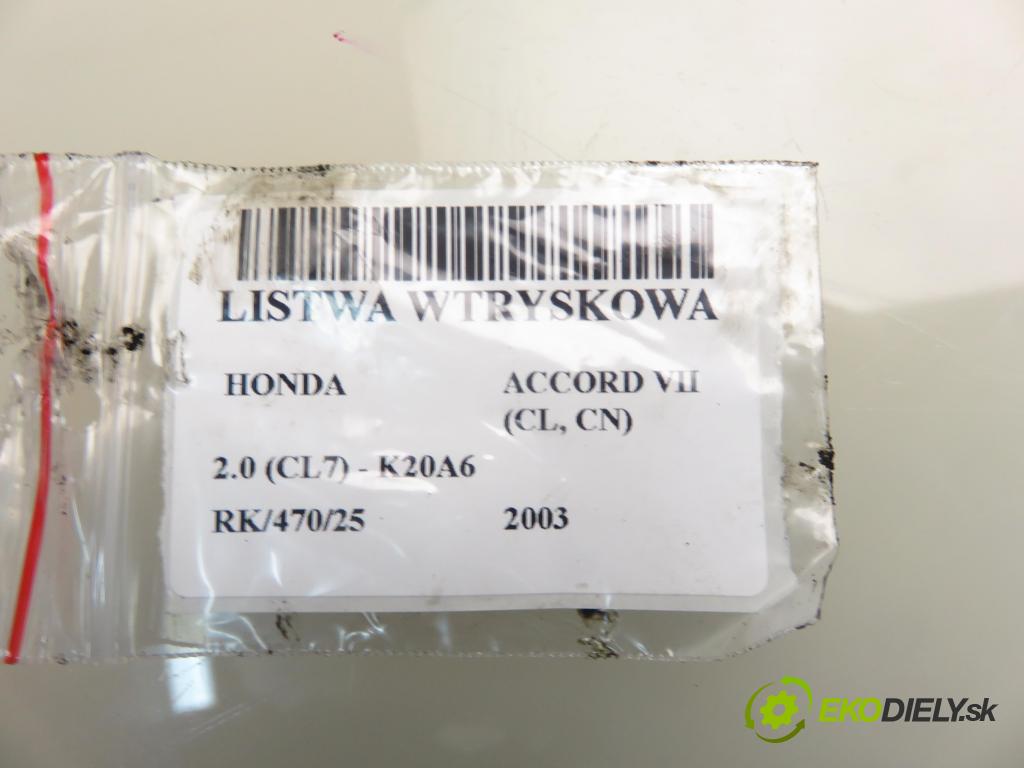 LISTWA WTRYSKOWA
HONDA ACCORD VII
(CL, CN)
2.0 (CL7) - K20A6
RK/470/25 2003
EKODIELY.sk